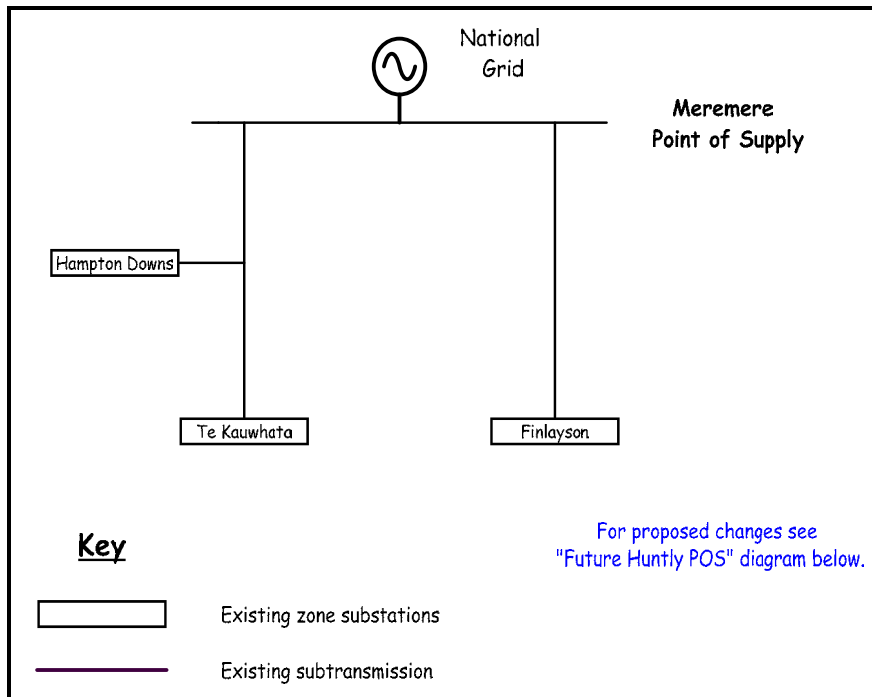 National
Grid
Meremere
Point of Supply
Hampton Downs
Te Kauwhata
Finlayson
For proposed changes see
"Future Huntly POS" diagram below.
Key
Existing zone substations
Existing subtransmission